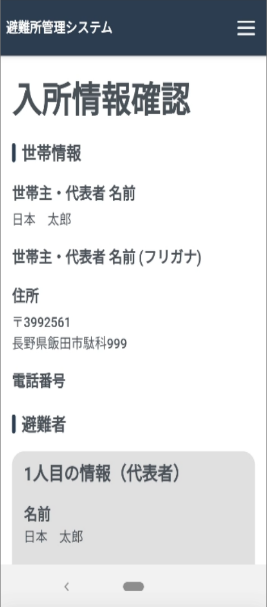 避難所管理システム
入所情報確認
世帯情報
世帯主・代表者 名前
日本　太郎
世帯主・代表者 名前 (フリガナ)
住所
〒3992561
長野県飯田市駄科999
電話番号
避難者
1人目の情報（代表者）
名前
日本　太郎